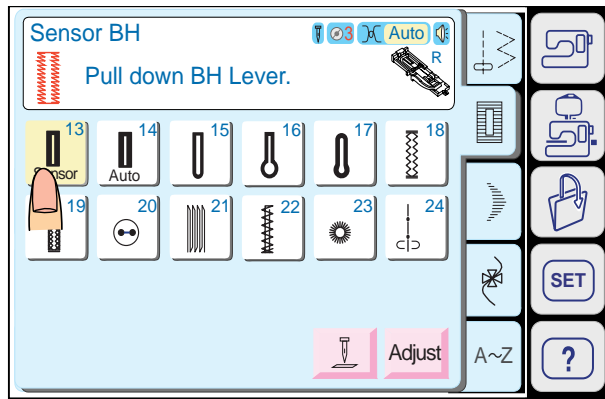 Sensor BH
3 Auto
R
Pull down BH Lever.
13 14 15 16 17 18
Sensor Auto
19 20 21 22 23 24
SET
Adjust A~Z ?